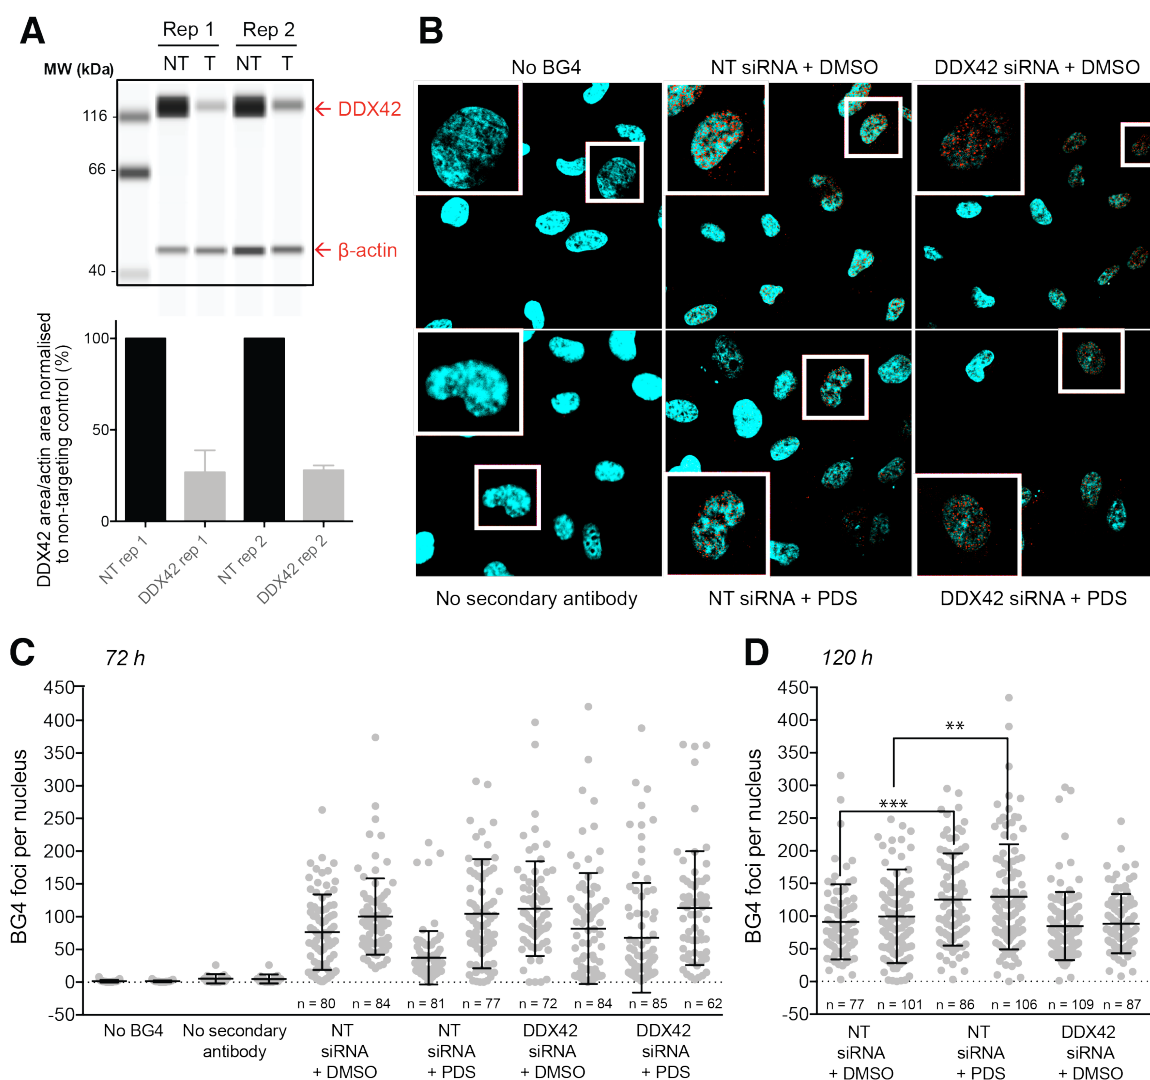 A
Rep 1
Rep 2
MW (kDa)
NT
T
NT
T
116 -
66 -
40 -
← DDX42
← β-actin
DDX42 area/actin area normalised
to non-targeting control (%)
100
50
0
NT rep 1
DDX42 rep 1
NT rep 2
DDX42 rep 2
B
No BG4
NT siRNA + DMSO
DDX42 siRNA + DMSO
No secondary antibody
NT siRNA + PDS
DDX42 siRNA + PDS
C
72 h
BG4 foci per nucleus
450
400
350
300
250
200
150
100
50
0
-50
n = 80
n = 84
n = 81
n = 77
n = 72
n = 84
n = 85
n = 62
No BG4
No secondary
antibody
NT
siRNA
+ DMSO
NT
siRNA
+ PDS
DDX42
siRNA
+ DMSO
DDX42
siRNA
+ PDS
D
120 h
BG4 foci per nucleus
450
400
350
300
250
200
150
100
50
0
-50
**
***
n = 77
n = 101
n = 86
n = 106
n = 109
n = 87
NT
siRNA
+ DMSO
NT
siRNA
+ PDS
DDX42
siRNA
+ DMSO